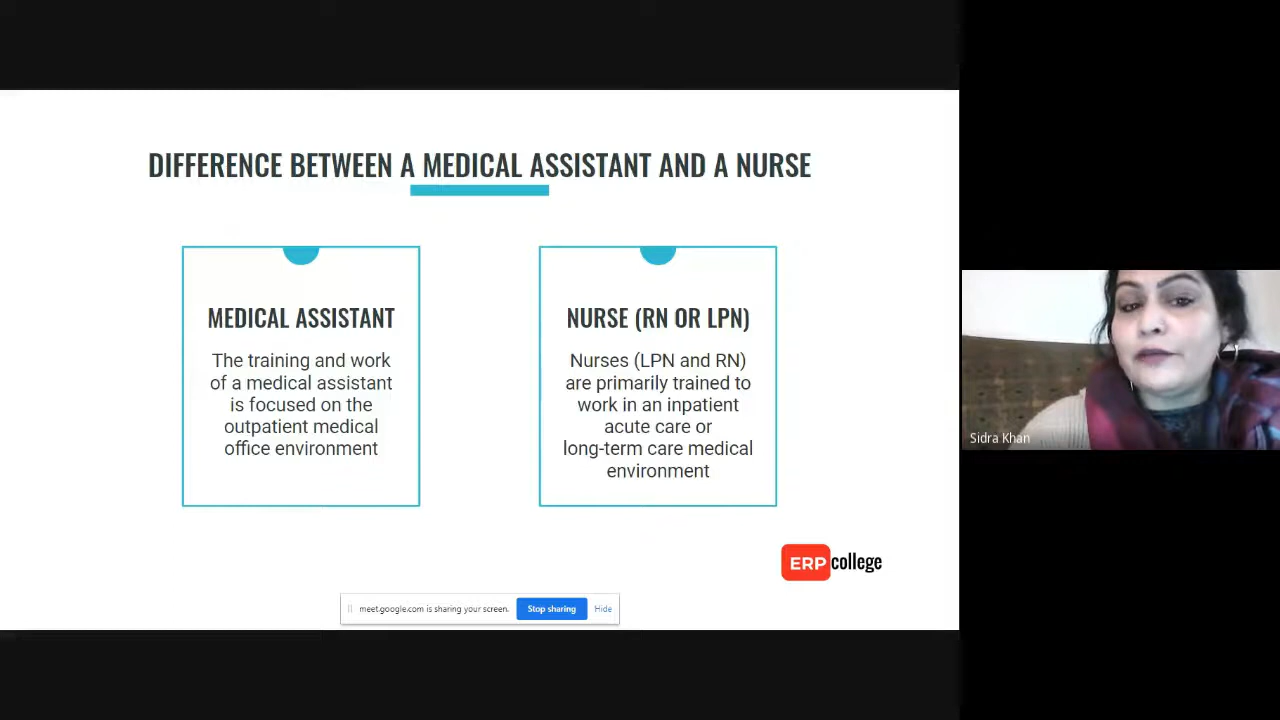 DIFFERENCE BETWEEN A MEDICAL ASSISTANT AND A NURSE
MEDICAL ASSISTANT
The training and work
of a medical assistant
is focused on the
outpatient medical
office environment
NURSE (RN OR LPN)
Nurses (LPN and RN)
are primarily trained to
work in an inpatient
acute care or
long-term care medical
environment
ERP college
meet.google.com is sharing your screen. Stop sharing Hide
Sidra Khan